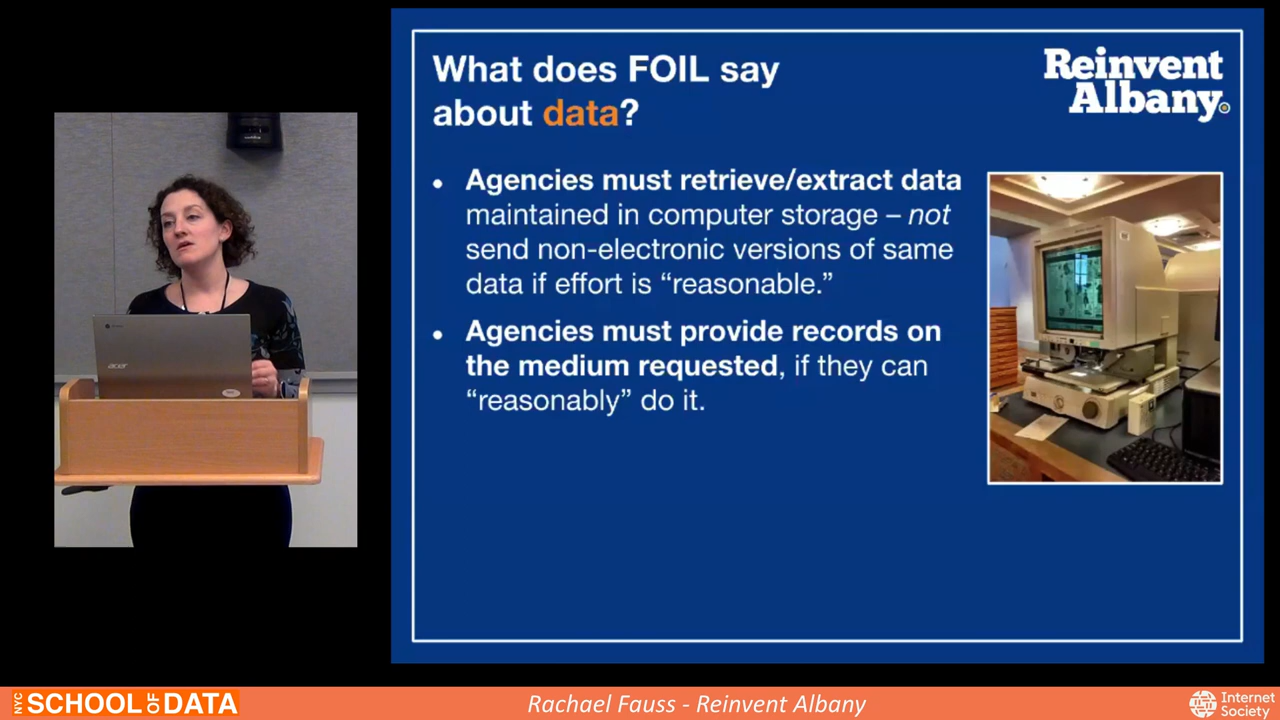 What does FOIL say
about data?
Reinvent
Albany
• Agencies must retrieve/extract data
maintained in computer storage – not
send non-electronic versions of same
data if effort is “reasonable.”
• Agencies must provide records on
the medium requested, if they can
“reasonably” do it.
acer
NYC SCHOOL OF DATA
Rachael Fauss - Reinvent Albany
Internet
Society